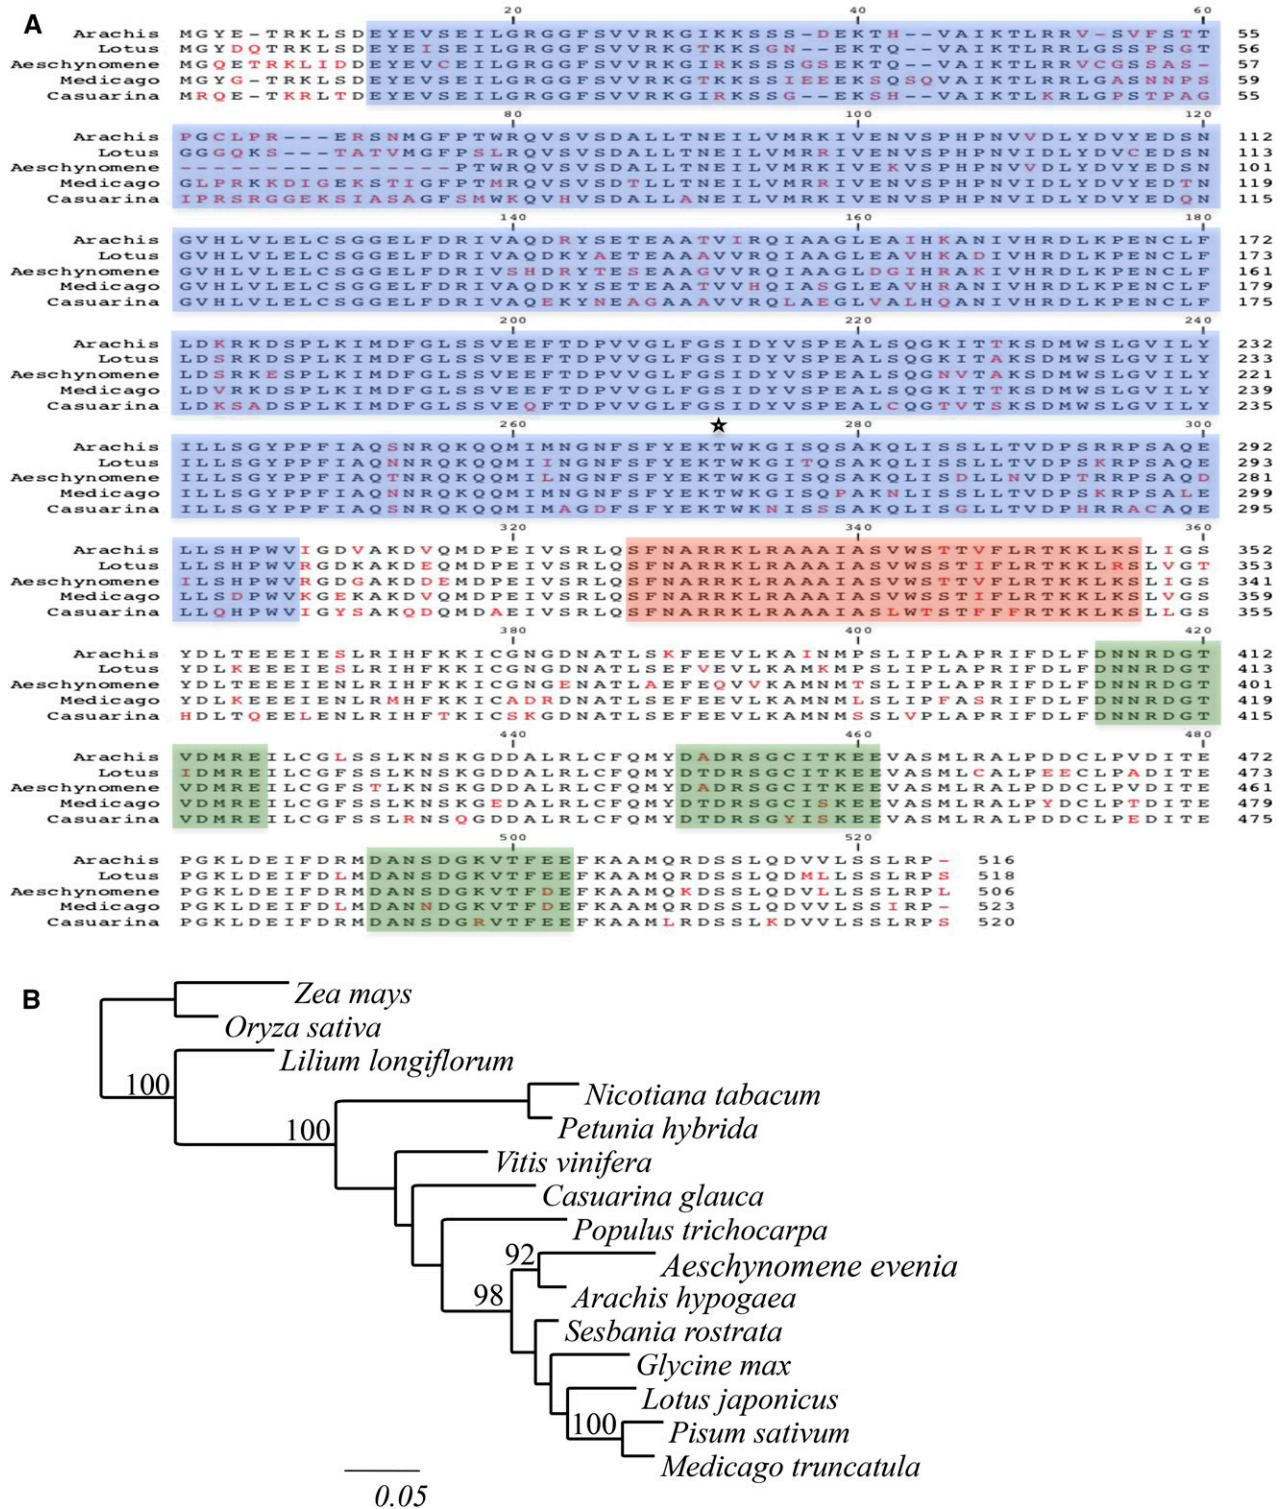 A
20 40 60
Arachis MGYE-TRKLSDEYEVSEILGRGGFSVVRKGIKKSSS-DEKTH--VAIKTLRRV-SVFSTT 55
Lotus MGYDQTRKLSDEYEISEILGRGGFSVVRKGTKKSGN--EKTQ--VAIKTLRRLGSSPSGT 56
Aeschynomene MGQETRKLIDDEYEVCEILGRGGFSVVRKGIRKSSSGSEKTQ--VAIKTLRRVCGSSAS- 57
Medicago MGYG-TRKLSDEYEVSEILGRGGFSVVRKGTKKSSIEEEKSQSQVAIKTLRRLGASNNPS 59
Casuarina MRQE-TKRLTDEYEVSEILGRGGFSVVRKGIRKSSG--EKSH--VAIKTLKRLGPSTPAG 55
80 100 120
Arachis PGCLPR---ERSNMGFPTWRQVSVSDALLTNEILVMRKIVENVSPHPNVVDLYDVYEDSN 112
Lotus GGGQKS---TATVMGFPSLRQVSVSDALLTNEILVMRRIVENVSPHPNVIDLYDVCEDSN 113
Aeschynomene ----------------PTWRQVSVSDALLTNEILVMRKIVEKVSPHPNVVDLYDVYEDSN 101
Medicago GLPRKKDIGEKSTIGFPTMRQVSVSDTLLTNEILVMRRIVENVSPHPNVIDLYDVYEDTN 119
Casuarina IPRSRGGEKSIASAGFSMWKQVHVSDALLANEILVMRKIVENVSPHPNVIDLYDVYEDQN 115
140 160 180
Arachis GVHLVLELCSGGELFDRIVAQDRYSETEAATVIRQIAAGLEAIHKANIVHRDLKPENCLF 172
Lotus GVHLVLELCSGGELFDRIVAQDKYAETEAAAVVRQIAAGLEAVHKADIVHRDLKPENCLF 173
Aeschynomene GVHLVLELCSGGELFDRIVSHDRYTESEAAGVVRQIAAGLDGIHRAKIVHRDLKPENCLF 161
Medicago GVHLVLELCSGGELFDRIVAQDKYSETEAATVVHQIASGLEAVHRANIVHRDLKPENCLF 179
Casuarina GVHLVLELCSGGELFDRIVAQEKYNEAGAAAVVRQLAEGLVALHQANIVHRDLKPENCLF 175
200 220 240
Arachis LDKRKDSPLKIMDFGLSSVEEFTDPVVGLFGSIDYVSPEALSQGKITTKSDMWSLGVILY 232
Lotus LDSRKDSPLKIMDFGLSSVEEFTDPVVGLFGSIDYVSPEALSQGKITAKSDMWSLGVILY 233
Aeschynomene LDSRKESPLKIMDFGLSSVEEFTDPVVGLFGSIDYVSPEALSQGNVTAKSDMWSLGVILY 221
Medicago LDVRKDSPLKIMDFGLSSVEEFTDPVVGLFGSIDYVSPEALSQGKITTKSDMWSLGVILY 239
Casuarina LDKSADSPLKIMDFGLSSVEQFTDPVVGLFGSIDYVSPEALCQGTVTSKSDMWSLGVILY 235
260 ☆ 280 300
Arachis ILLSGYPPFIAQSNRQKQQMIMNGNFSFYEKTWKGISQSAKQLISSLLTVDPSRRPSAQE 292
Lotus ILLSGYPPFIAQNNRQKQQMIINGNFSFYEKTWKGITQSAKQLISSLLTVDPSKRPSAQE 293
Aeschynomene ILLSGYPPFIAQTNRQKQQMILNGNFSFYEKTWKGISQSAKQLISDLLNVDPTRRPSAQD 281
Medicago ILLSGYPPFIAQNNRQKQQMIMNGNFSFYEKTWKGISQPAKNLISSLLTVDPSKRPSALE 299
Casuarina ILLSGYPPFIAQSNRQKQQMIMAGDFSFYEKTWKNISSSAKQLISGLLTVDPHRRACAQE 295
320 340 360
Arachis LLSHPWVIGDVAKDVQMDPEIVSRLQSFNARRKLRAAAIASVWSTTVFLRTKKLKSLIGS 352
Lotus LLSHPWVRGDKAKDEQMDPEIVSRLQSFNARRKLRAAAIASVWSSTIFLRTKKLRSLVGT 353
Aeschynomene ILSHPWVRGDGAKDDEMDPEIVSRLQSFNARRKLRAAAIASVWSTTVFLRTKKLKSLIGS 341
Medicago LLSDPWVKGEKAKDVQMDPEIVSRLQSFNARRKLRAAAIASVWSSTIFLRTKKLKSLVGS 359
Casuarina LLQHPWVIGYSAKQDQMDAEIVSRLQSFNARRKLRAAAIASLWTSTFFFRTKKLKSLLGS 355
380 400 420
Arachis YDLTEEEIESLRIHFKKICGNGDNATLSKFEEVLKAINMPSLIPLAPRIFDLFDNNRDGT 412
Lotus YDLKEEEIESLRIHFKKICGNGDNATLSEFVEVLKAMKMPSLIPLAPRIFDLFDNNRDGT 413
Aeschynomene YDLTEEEIENLRIHFKKICGNGENATLAEFEQVVKAMNMTSLIPLAPRIFDLFDNNRDGT 401
Medicago YDLKEEEIENLRMHFKKICADRDNATLSEFEEVLKAMNMLSLIPFASRIFDLFDNNRDGT 419
Casuarina HDLTQEELENLRIHFTKICSKGDNATLSEFEEVLKAMNMSSLVPLAPRIFDLFDNNRDGT 415
440 460 480
Arachis VDMREILCGLSSLKNSKGDDALRLCFQMYDADRSGCITKEEVASMLRALPDDCLPVDITE 472
Lotus IDMREILCGFSSLKNSKGDDALRLCFQMYDTDRSGCITKEEVASMLCALPEECLPADITE 473
Aeschynomene VDMREILCGFSTLKNSKGDDALRLCFQMYDADRSGCITKEEVASMLRALPDDCLPVDITE 461
Medicago VDMREILCGFSSLKNSKGEDALRLCFQMYDTDRSGCISKEEVASMLRALPYDCLPTDITE 479
Casuarina VDMREILCGFSSLRNSQGDDALRLCFQMYDTDRSGYISKEEVASMLRALPDDCLPEDITE 475
500 520
Arachis PGKLDEIFDRMDANSDGKVTFEEFKAAMQRDSSLQDVVLSSLRP- 516
Lotus PGKLDEIFDLMDANSDGKVTFEEFKAAMQRDSSLQDMLLSSLRPS 518
Aeschynomene PGKLDEIFDRMDANSDGKVTFDEFKAAMQKDSSLQDVLLSSLRPL 506
Medicago PGKLDEIFDLMDANNDGKVTFDEFKAAMQRDSSLQDVVLSSIRP- 523
Casuarina PGKLDEIFDRMDANSDGRVTFEEFKAAMLRDSSLKDVVLSSLRPS 520
B
Zea mays
Oryza sativa
Lilium longiflorum
100
Nicotiana tabacum
Petunia hybrida
100
Vitis vinifera
Casuarina glauca
Populus trichocarpa
92
Aeschynomene evenia
98
Arachis hypogaea
Sesbania rostrata
Glycine max
Lotus japonicus
100
Pisum sativum
Medicago truncatula
0.05